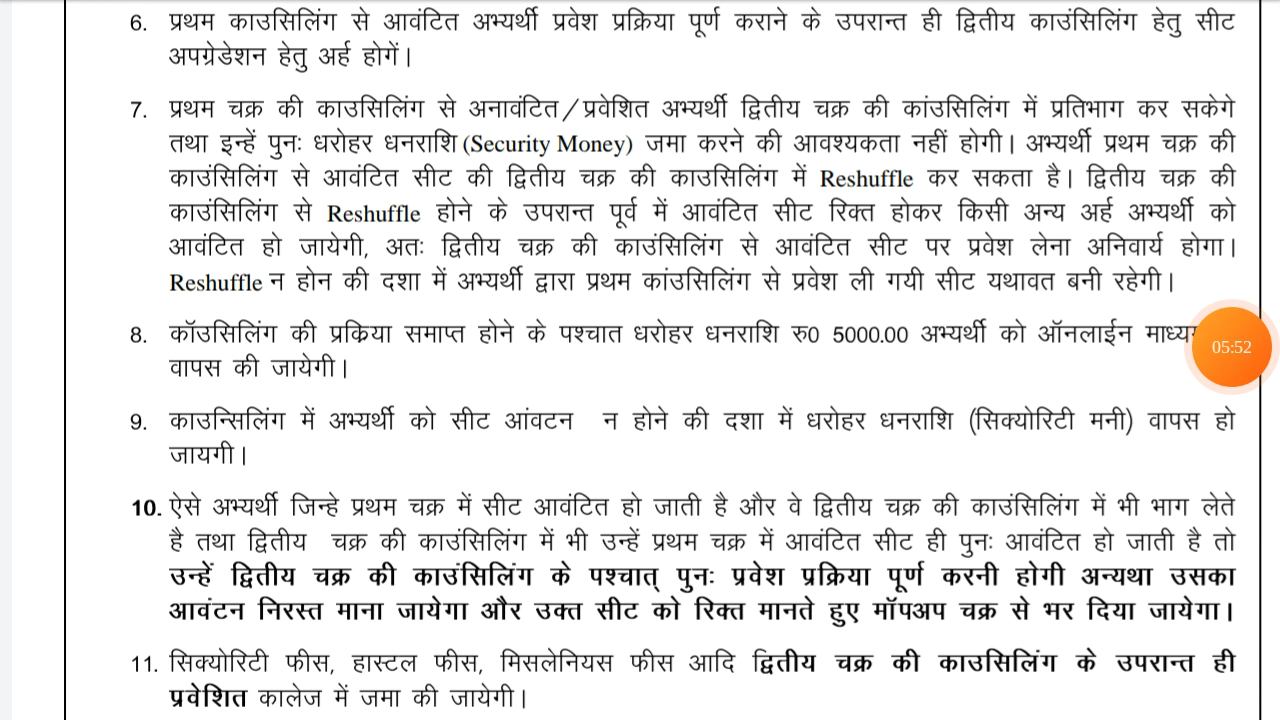 6. प्रथम काउसिलिंग से आवंटित अभ्यर्थी प्रवेश प्रक्रिया पूर्ण कराने के उपरान्त ही द्वितीय काउंसिलिंग हेतु सीट
अपग्रेडेशन हेतु अर्ह होगें।
7. प्रथम चक्र की काउसिलिंग से अनावंटित/प्रवेशित अभ्यर्थी द्वितीय चक्र की कांउसिलिंग में प्रतिभाग कर सकेगे
तथा इन्हें पुनः धरोहर धनराशि (Security Money) जमा करने की आवश्यकता नहीं होगी। अभ्यर्थी प्रथम चक्र की
काउंसिलिंग से आवंटित सीट की द्वितीय चक्र की काउसिलिंग में Reshuffle कर सकता है। द्वितीय चक्र की
काउंसिलिंग से Reshuffle होने के उपरान्त पूर्व में आवंटित सीट रिक्त होकर किसी अन्य अर्ह अभ्यर्थी को
आवंटित हो जायेगी, अतः द्वितीय चक्र की काउंसिलिंग से आवंटित सीट पर प्रवेश लेना अनिवार्य होगा।
Reshuffle न होन की दशा में अभ्यर्थी द्वारा प्रथम कांउसिलिंग से प्रवेश ली गयी सीट यथावत बनी रहेगी।
8. कॉउसिलिंग की प्रकिया समाप्त होने के पश्चात धरोहर धनराशि रु0 5000.00 अभ्यर्थी को ऑनलाईन
05:52
वापस की जायेगी।
9. काउन्सिलिंग में अभ्यर्थी को सीट आंवटन न होने की दशा में धरोहर धनराशि (सिक्योरिटी मनी) वापस हो
जायगी।
10. ऐसे अभ्यर्थी जिन्हे प्रथम चक्र में सीट आवंटित हो जाती है और वे द्वितीय चक्र की काउंसिलिंग में भी भाग लेते
है तथा द्वितीय चक्र की काउंसिलिंग में भी उन्हें प्रथम चक्र में आवंटित सीट ही पुनः आवंटित हो जाती है तो
उन्हें द्वितीय चक्र की काउंसिलिंग के पश्चात् पुनः प्रवेश प्रक्रिया पूर्ण करनी होगी अन्यथा उसका
आवंटन निरस्त माना जायेगा और उक्त सीट को रिक्त मानते हुए मॉपअप चक्र से भर दिया जायेगा।
11. सिक्योरिटी फीस, हास्टल फीस, मिसलेनियस फीस आदि द्वितीय चक्र की काउसिलिंग के उपरान्त ही
प्रवेशित कालेज में जमा की जायेगी।